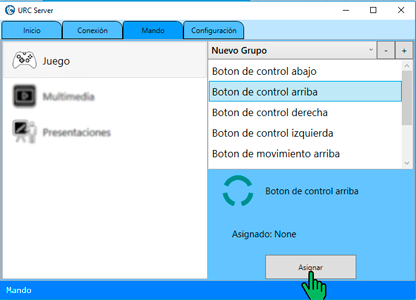 URC Server
Inicio
Conexión
Mando
Configuración
Juego
Multimedia
Presentaciones
Nuevo Grupo
-
+
Boton de control abajo
Boton de control arriba
Boton de control derecha
Boton de control izquierda
Boton de movimiento arriba
Boton de control arriba
Asignado: None
Asignar
Mando